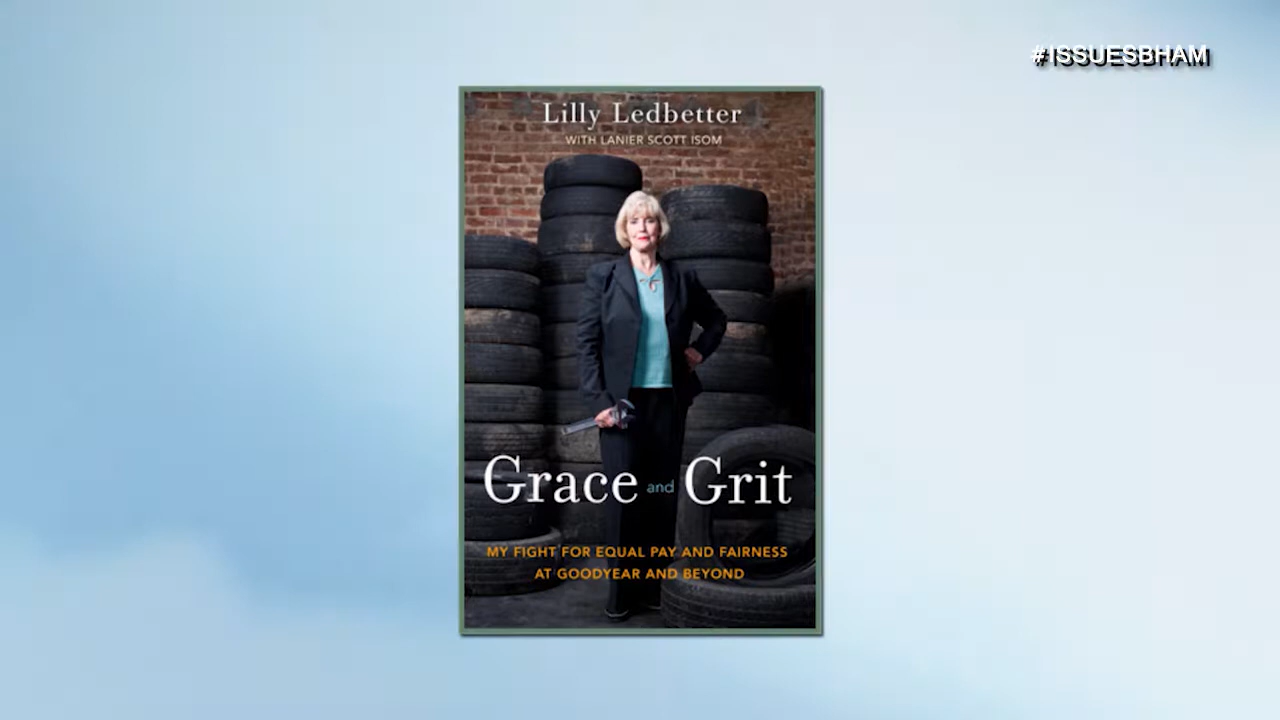 #ISSUESBHAM
Lilly Ledbetter
WITH LANIER SCOTT ISOM
Grace and Grit
MY FIGHT FOR EQUAL PAY AND FAIRNESS
AT GOODYEAR AND BEYOND